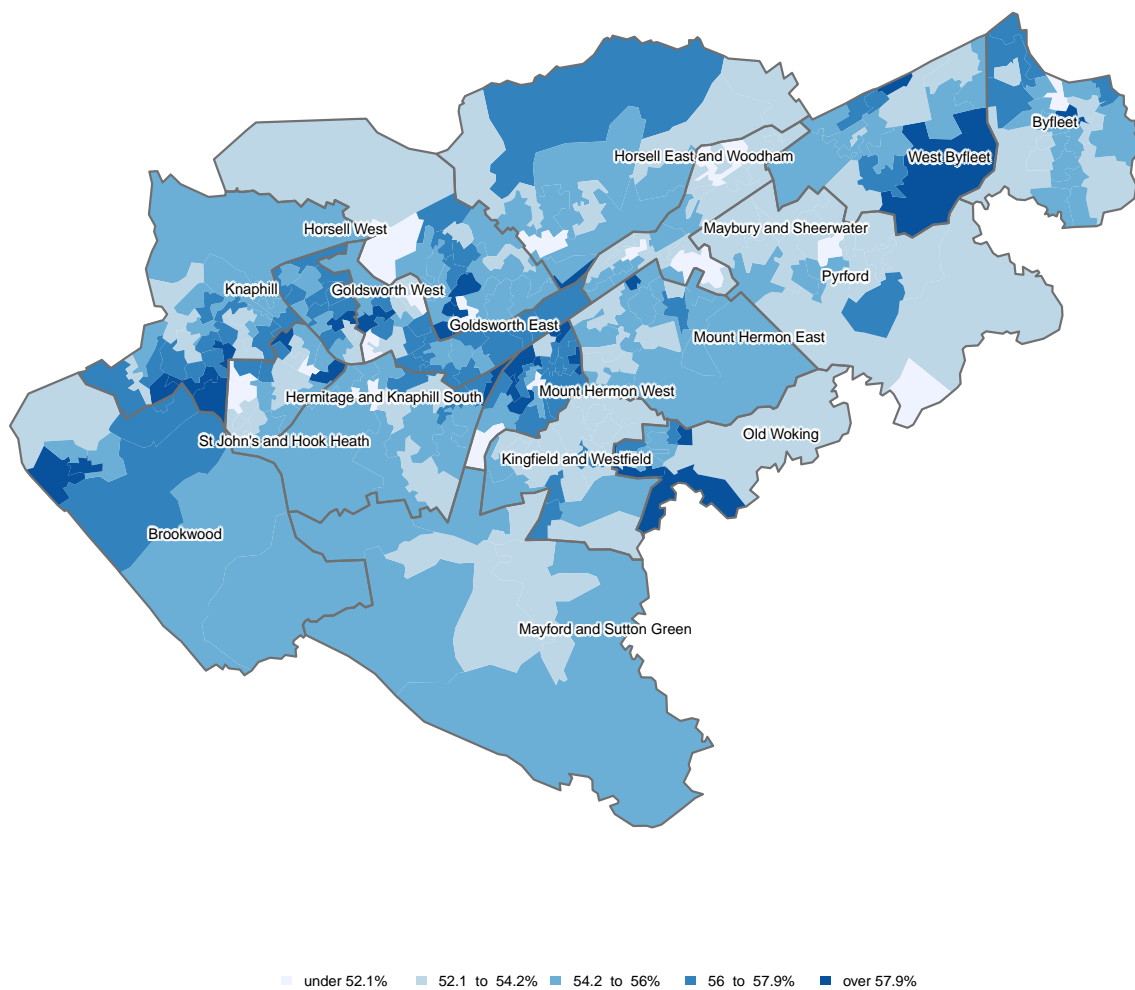 Byfleet
Horsell East and Woodham
West Byfleet
Horsell West
Maybury and Sheerwater
Pyrford
Knaphill
Goldsworth West
Goldsworth East
Mount Hermon East
Hermitage and Knaphill South
Mount Hermon West
St John's and Hook Heath
Old Woking
Kingfield and Westfield
Brookwood
Mayford and Sutton Green
under 52.1%
52.1 to 54.2%
54.2 to 56%
56 to 57.9%
over 57.9%